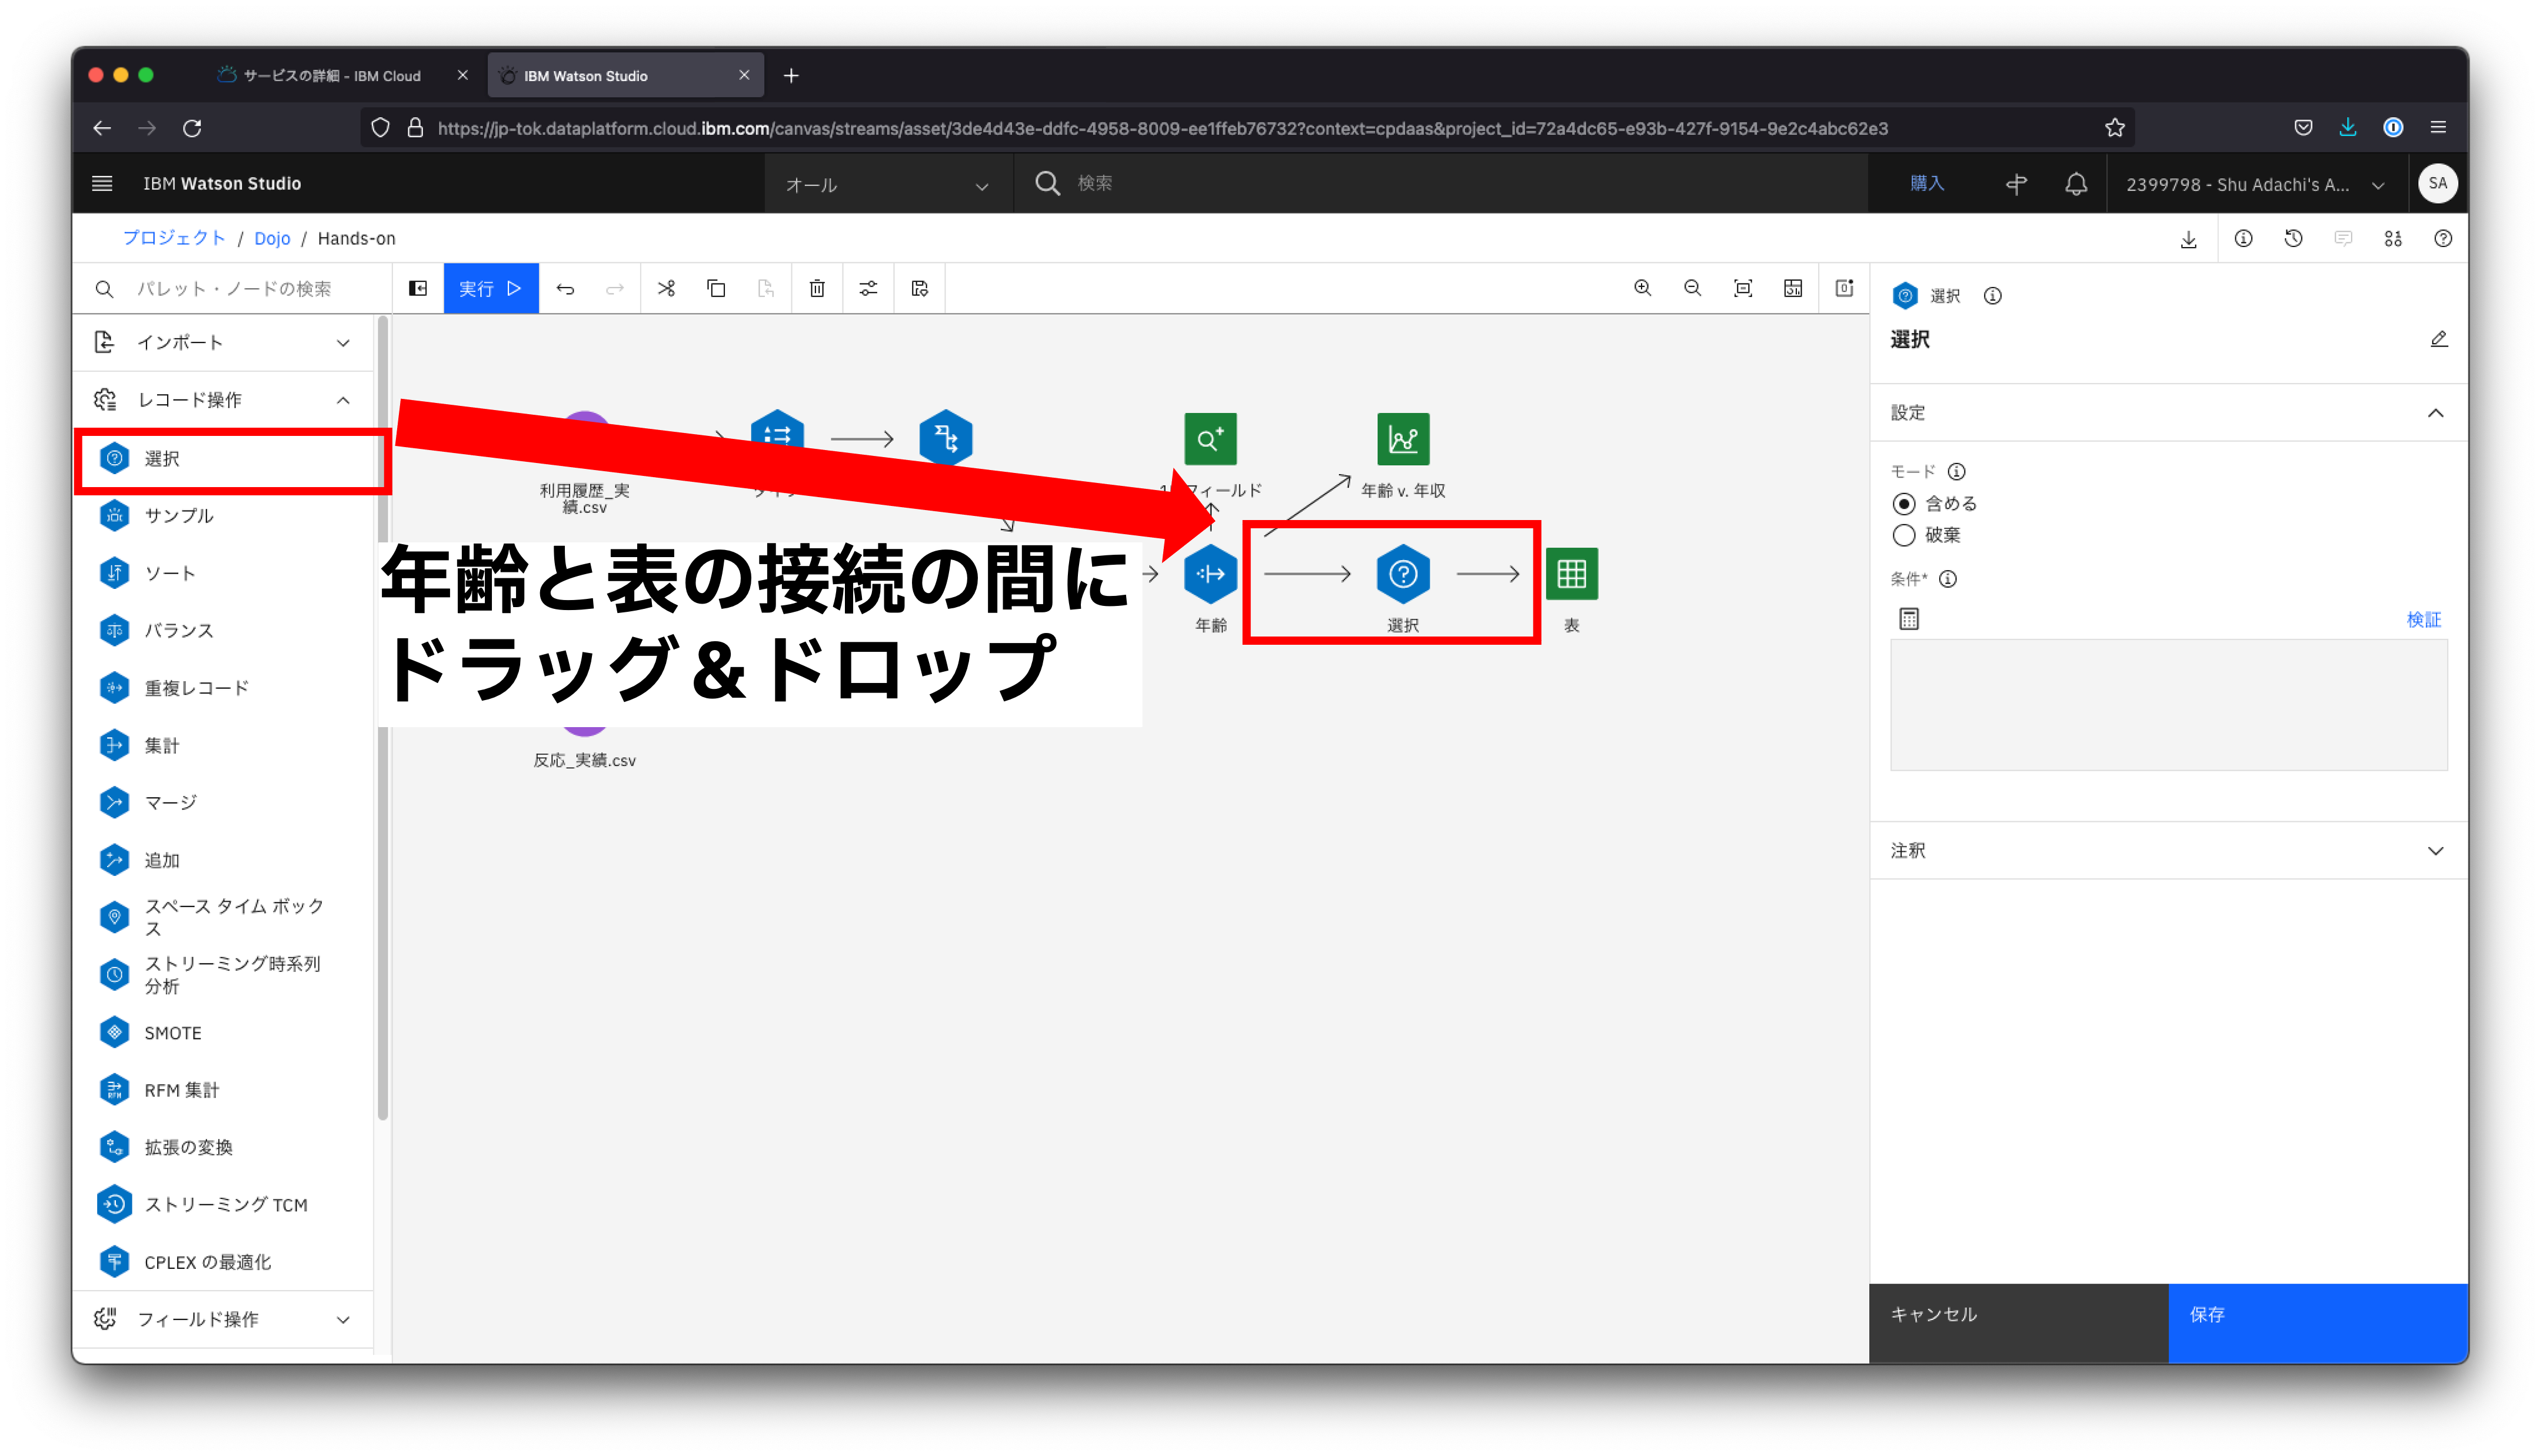 サービスの詳細 - IBM Cloud
IBM Watson Studio
https://jp-tok.dataplatform.cloud.ibm.com/canvas/streams/asset/3de4d43e-ddfc-4958-8009-ee1ffeb76732?context=cpdaas&project_id=72a4dc65-e93b-427f-9154-9e2c4abc62e3
IBM Watson Studio
オール
検索
購入
2399798 - Shu Adachi's A...
SA
プロジェクト / Dojo / Hands-on
パレット・ノードの検索
実行
インポート
レコード操作
選択
サンプル
ソート
バランス
重複レコード
集計
マージ
追加
スペース タイム ボック
ス
ストリーミング時系列
分析
SMOTE
RFM 集計
拡張の変換
ストリーミング TCM
CPLEX の最適化
フィールド操作
利用履歴_実
績.csv
フィールド
年齢 v. 年収
年齢と表の接続の間に
ドラッグ＆ドロップ
年齢
選択
表
反応_実績.csv
選択
選択
設定
モード
含める
破棄
条件*
検証
注釈
キャンセル
保存